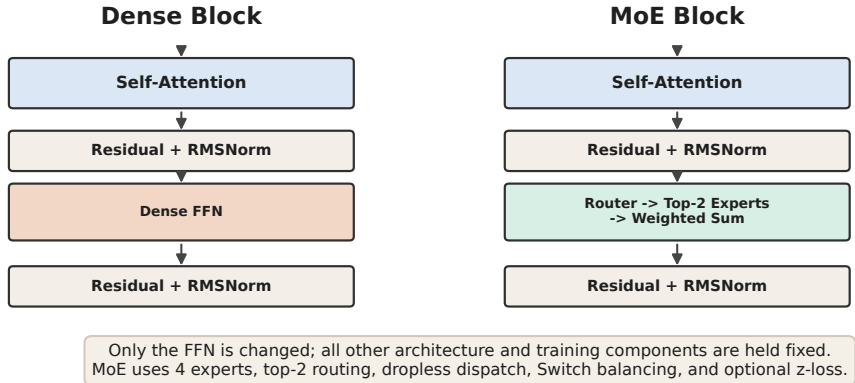 Dense Block
Self-Attention
Residual + RMSNorm
Dense FFN
Residual + RMSNorm
MoE Block
Self-Attention
Residual + RMSNorm
Router -> Top-2 Experts
-> Weighted Sum
Residual + RMSNorm
Only the FFN is changed; all other architecture and training components are held fixed.
MoE uses 4 experts, top-2 routing, dropless dispatch, Switch balancing, and optional z-loss.